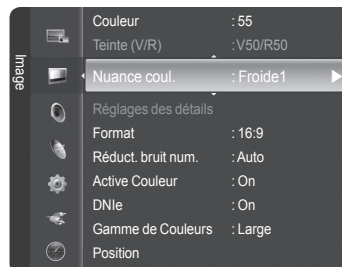 Image
Couleur : 55
Teinte (V/R) : V50/R50
Nuance coul. : Froide1
Réglages des détails
Format : 16:9
Réduct. bruit num. : Auto
Active Couleur : On
DNIe : On
Gamme de Couleurs : Large
Position